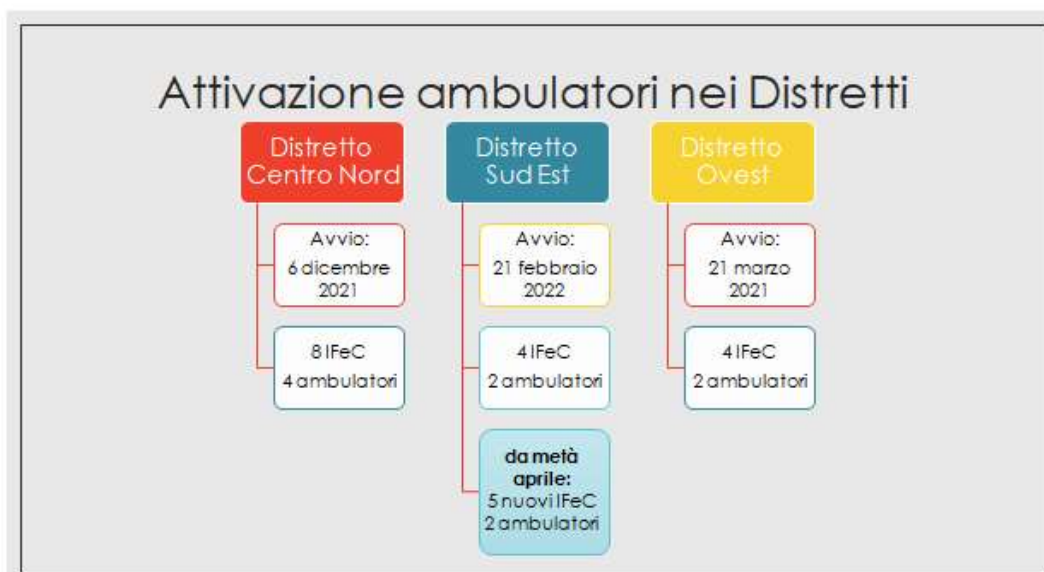 Attivazione ambulatori nei Distretti
Distretto
Centro Nord
Avvio:
6 dicembre
2021
8 IFeC
4 ambulatori
Distretto
Sud Est
Avvio:
21 febbraio
2022
4 IFeC
2 ambulatori
da metà
aprile:
5 nuovi IFeC
2 ambulatori
Distretto
Ovest
Avvio:
21 marzo
2021
4 IFeC
2 ambulatori